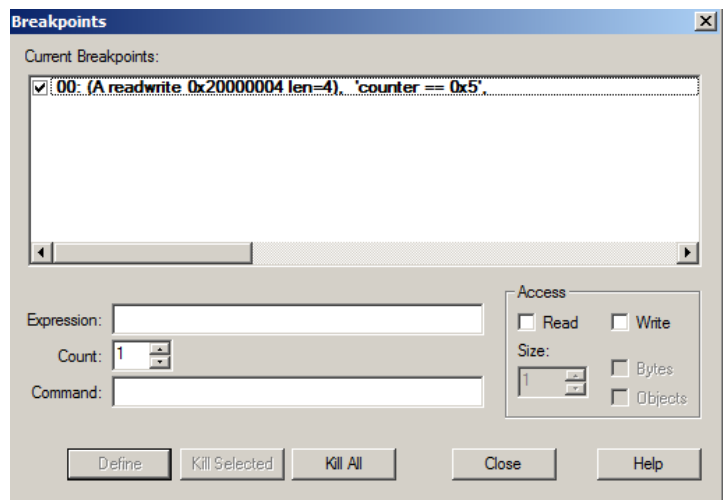 Breakpoints
Current Breakpoints:
00: (A readwrite 0x20000004 len=4), 'counter == 0x5',
Expression:
Count: 1
Command:
Access
Read Write
Size:
1
Bytes
Objects
Define Kill Selected Kill All Close Help